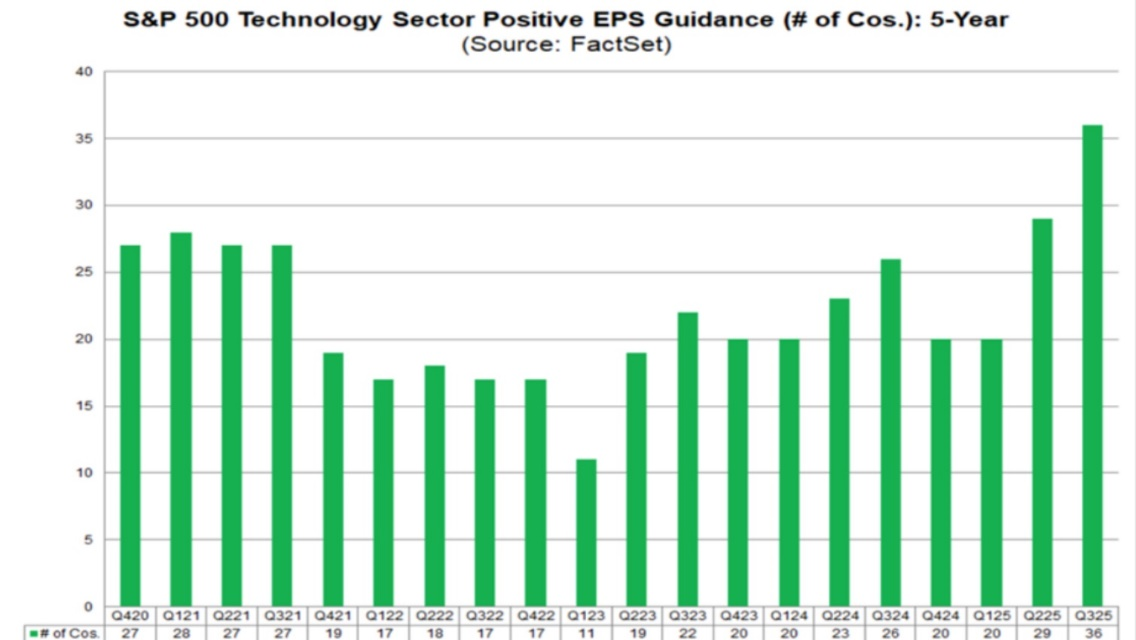 S&P 500 Technology Sector Positive EPS Guidance (# of Cos.): 5-Year
(Source: FactSet)
40
35
30
25
20
15
10
5
0
Q420 Q121 Q221 Q321 Q421 Q122 Q222 Q322 Q422 Q123 Q223 Q323 Q423 Q124 Q224 Q324 Q424 Q125 Q225 Q325
# of Cos. 27 28 27 27 19 17 18 17 17 11 19 22 20 20 23 26 20 20 29 36